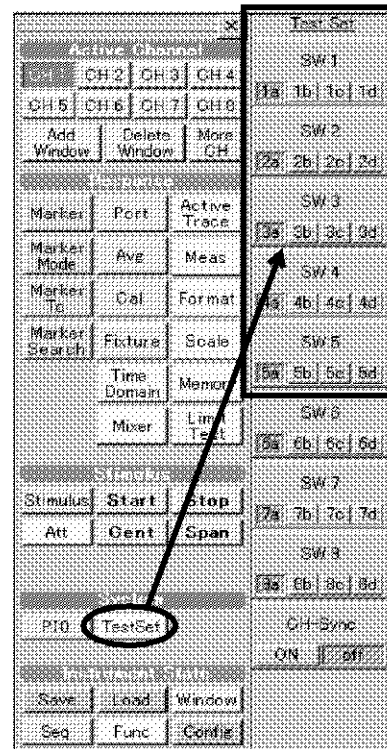 ×
Active Channel
CH 1 CH 2 CH 3 CH 4
CH 5 CH 6 CH 7 CH 8
Add Window Delete Window More CH
Response
Marker Port Active Trace
Marker Mode Avg Meas
Marker To Cal Format
Marker Search Fixture Scale
Time Domain Memory
Mixer Limit Test
Stimulus
Stimulus Start Stop
Att Cent Span
System
PIO TestSet
Instrument State
Save Load Window
Seq Func Config
Test Set
SW 1
1a 1b 1c 1d
SW 2
2a 2b 2c 2d
SW 3
3a 3b 3c 3d
SW 4
4a 4b 4c 4d
SW 5
5a 5b 5c 5d
SW 6
6a 6b 6c 6d
SW 7
7a 7b 7c 7d
SW 8
8a 8b 8c 8d
CH-Sync
ON off